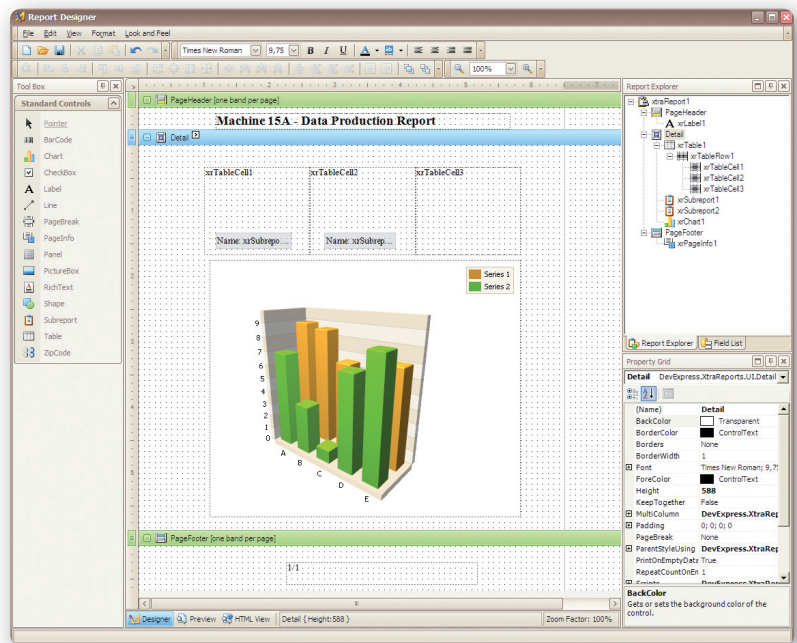 Report Designer
File Edit View Format Look and Feel
Times New Roman 9,75 B I U A
100%
Tool Box
Standard Controls
Pointer
BarCode
Chart
CheckBox
Label
Line
PageBreak
PageInfo
Panel
PictureBox
RichText
Shape
Subreport
Table
ZipCode
PageHeader [one band per page]
Machine 15A - Data Production Report
Detail
xrTableCell1 xrTableCell2 xrTableCell3
Name: xrSubrepo... Name: xrSubrep...
Series 1
Series 2
9
8
7
6
5
4
3
2
1
0
A
B
C
D
E
PageFooter [one band per page]
1/1
Designer Preview HTML View Detail { Height:588 } Zoom Factor: 100%
Report Explorer
xtraReport1
PageHeader
xrLabel1
Detail
xrTable1
xrTableRow1
xrTableCell1
xrTableCell2
xrTableCell3
xrSubreport1
xrSubreport2
xrChart1
PageFooter
xrPageInfo1
Report Explorer Field List
Property Grid
Detail DevExpress.XtraReports.UI.Detail
(Name) Detail
BackColor Transparent
BorderColor ControlText
Borders None
BorderWidth 1
Font Times New Roman; 9,75
ForeColor ControlText
Height 588
KeepTogether False
MultiColumn DevExpress.XtraRep
Padding 0; 0; 0; 0
PageBreak None
ParentStyleUsing DevExpress.XtraRep
PrintOnEmptyData True
RepeatCountOnEm 1
Scripts DevExpress.XtraRep
BackColor
Gets or sets the background color of the
control.